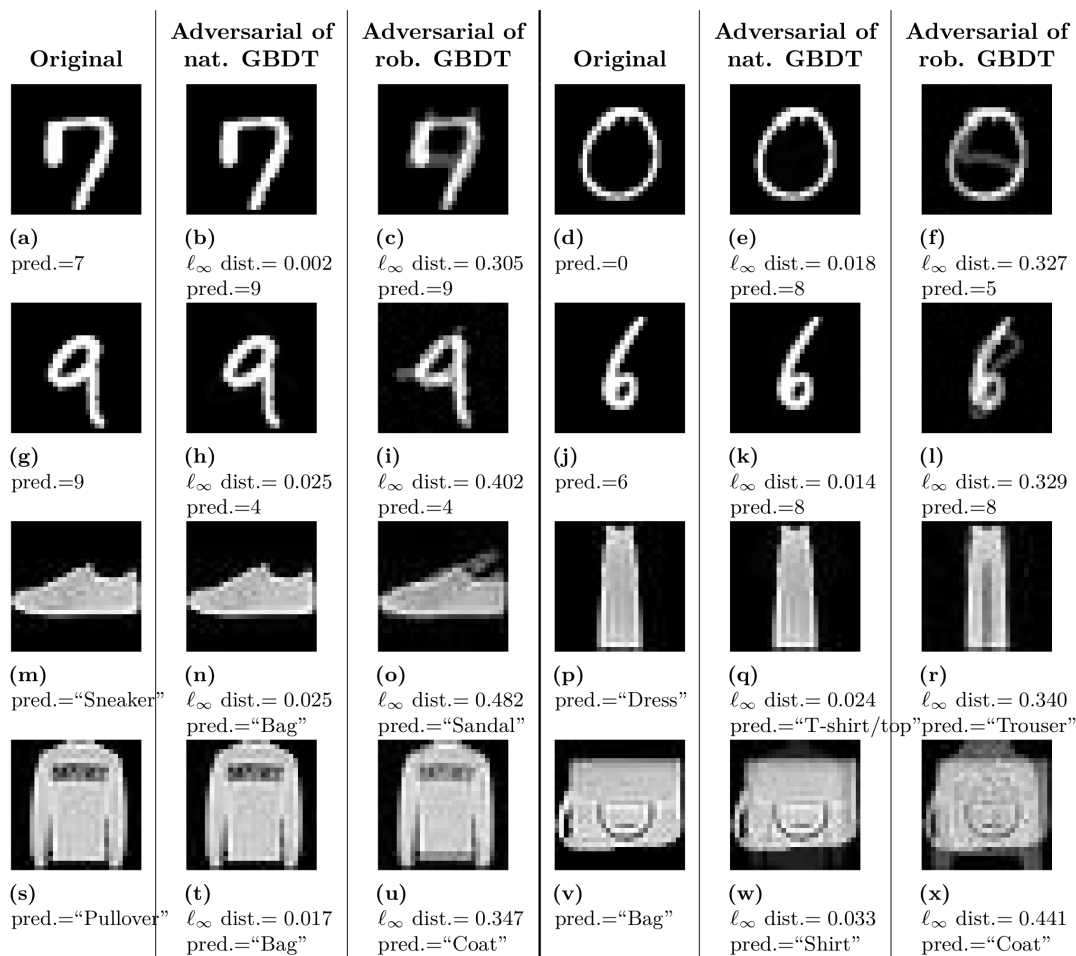 Original
Adversarial of
nat. GBDT
Adversarial of
rob. GBDT
Original
Adversarial of
nat. GBDT
Adversarial of
rob. GBDT
(a)
pred.=7
(b)
ℓ∞ dist.= 0.002
pred.=9
(c)
ℓ∞ dist.= 0.305
pred.=9
(d)
pred.=0
(e)
ℓ∞ dist.= 0.018
pred.=8
(f)
ℓ∞ dist.= 0.327
pred.=5
(g)
pred.=9
(h)
ℓ∞ dist.= 0.025
pred.=4
(i)
ℓ∞ dist.= 0.402
pred.=4
(j)
pred.=6
(k)
ℓ∞ dist.= 0.014
pred.=8
(l)
ℓ∞ dist.= 0.329
pred.=8
(m)
pred.=“Sneaker”
(n)
ℓ∞ dist.= 0.025
pred.=“Bag”
(o)
ℓ∞ dist.= 0.482
pred.=“Sandal”
(p)
pred.=“Dress”
(q)
ℓ∞ dist.= 0.024
pred.=“T-shirt/top”
(r)
ℓ∞ dist.= 0.340
pred.=“Trouser”
(s)
pred.=“Pullover”
(t)
ℓ∞ dist.= 0.017
pred.=“Bag”
(u)
ℓ∞ dist.= 0.347
pred.=“Coat”
(v)
pred.=“Bag”
(w)
ℓ∞ dist.= 0.033
pred.=“Shirt”
(x)
ℓ∞ dist.= 0.441
pred.=“Coat”